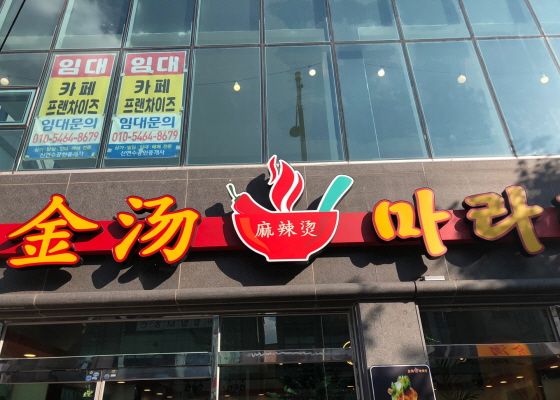 임대
카페
프랜차이즈
임대문의
010-5464-8679
임대
카페
프랜차이즈
임대문의
010-5464-8679
金汤
麻辣烫
마라